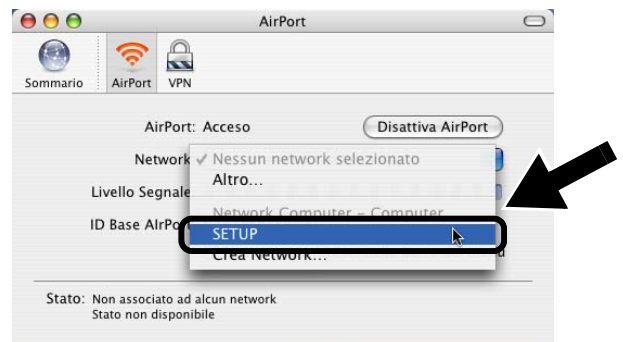 AirPort
Sommario AirPort VPN
AirPort: Acceso Disattiva AirPort
Network ✓ Nessun network selezionato
Altro...
Livello Segnale
Network Computer – Computer
ID Base AIrPort
SETUP
Crea Network...
Stato: Non associato ad alcun network
Stato non disponibile